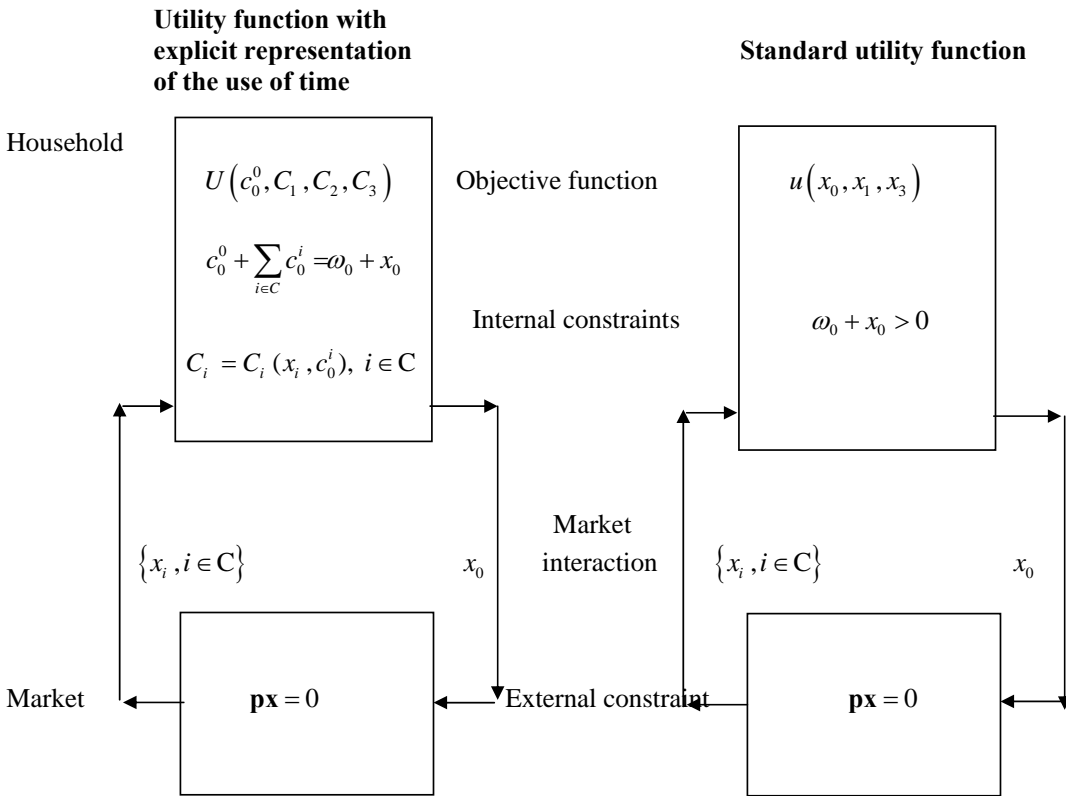 Utility function with
explicit representation
of the use of time
Standard utility function
Household
U(c_0^0, C_1, C_2, C_3)
Objective function
u(x_0, x_1, x_3)
c_0^0 + ∑_{i∈C} c_0^i = ω_0 + x_0
Internal constraints
ω_0 + x_0 > 0
C_i = C_i (x_i, c_0^i), i ∈ C
Market
interaction
{x_i, i ∈ C}
x_0
{x_i, i ∈ C}
x_0
Market
px = 0
External constraint
px = 0